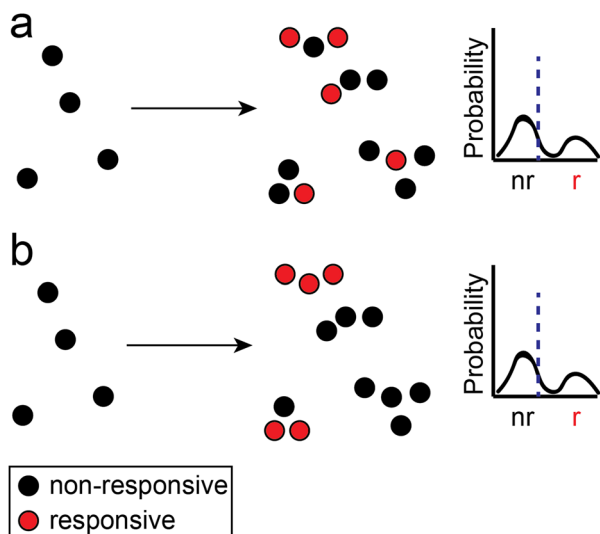 a
Probability
nr r
b
Probability
nr r
non-responsive
responsive